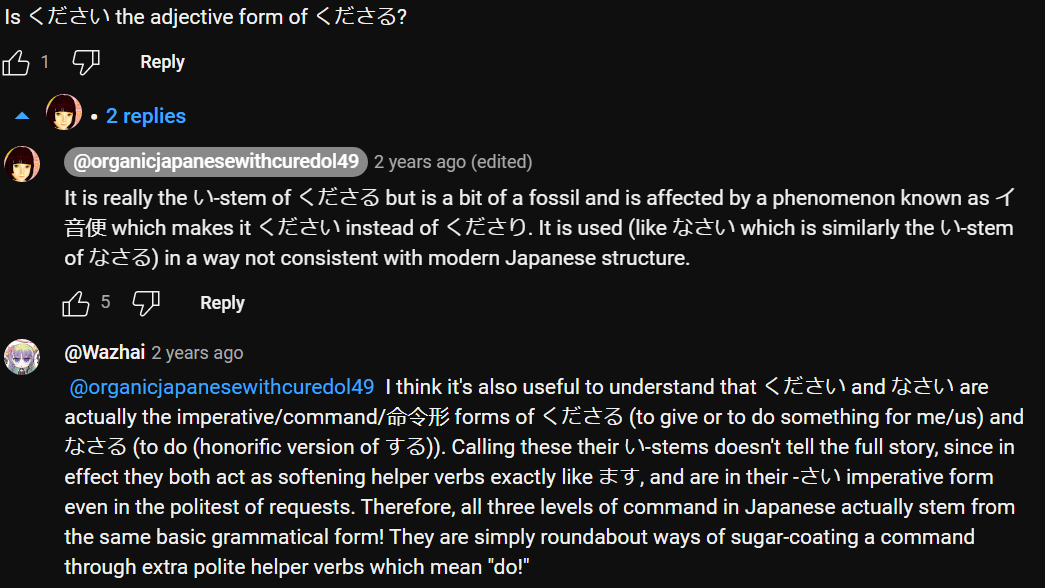 Is ください the adjective form of くださる?
1 Reply
• 2 replies
@organicjapanesewithcuredol49 2 years ago (edited)
It is really the い-stem of くださる but is a bit of a fossil and is affected by a phenomenon known as イ
音便 which makes it ください instead of くださり. It is used (like なさい which is similarly the い-stem
of なさる) in a way not consistent with modern Japanese structure.
5 Reply
@Wazhai 2 years ago
@organicjapanesewithcuredol49 I think it's also useful to understand that ください and なさい are
actually the imperative/command/命令形 forms of くださる (to give or to do something for me/us) and
なさる (to do (honorific version of する)). Calling these their い-stems doesn't tell the full story, since in
effect they both act as softening helper verbs exactly like ます, and are in their -さい imperative form
even in the politest of requests. Therefore, all three levels of command in Japanese actually stem from
the same basic grammatical form! They are simply roundabout ways of sugar-coating a command
through extra polite helper verbs which mean "do!"